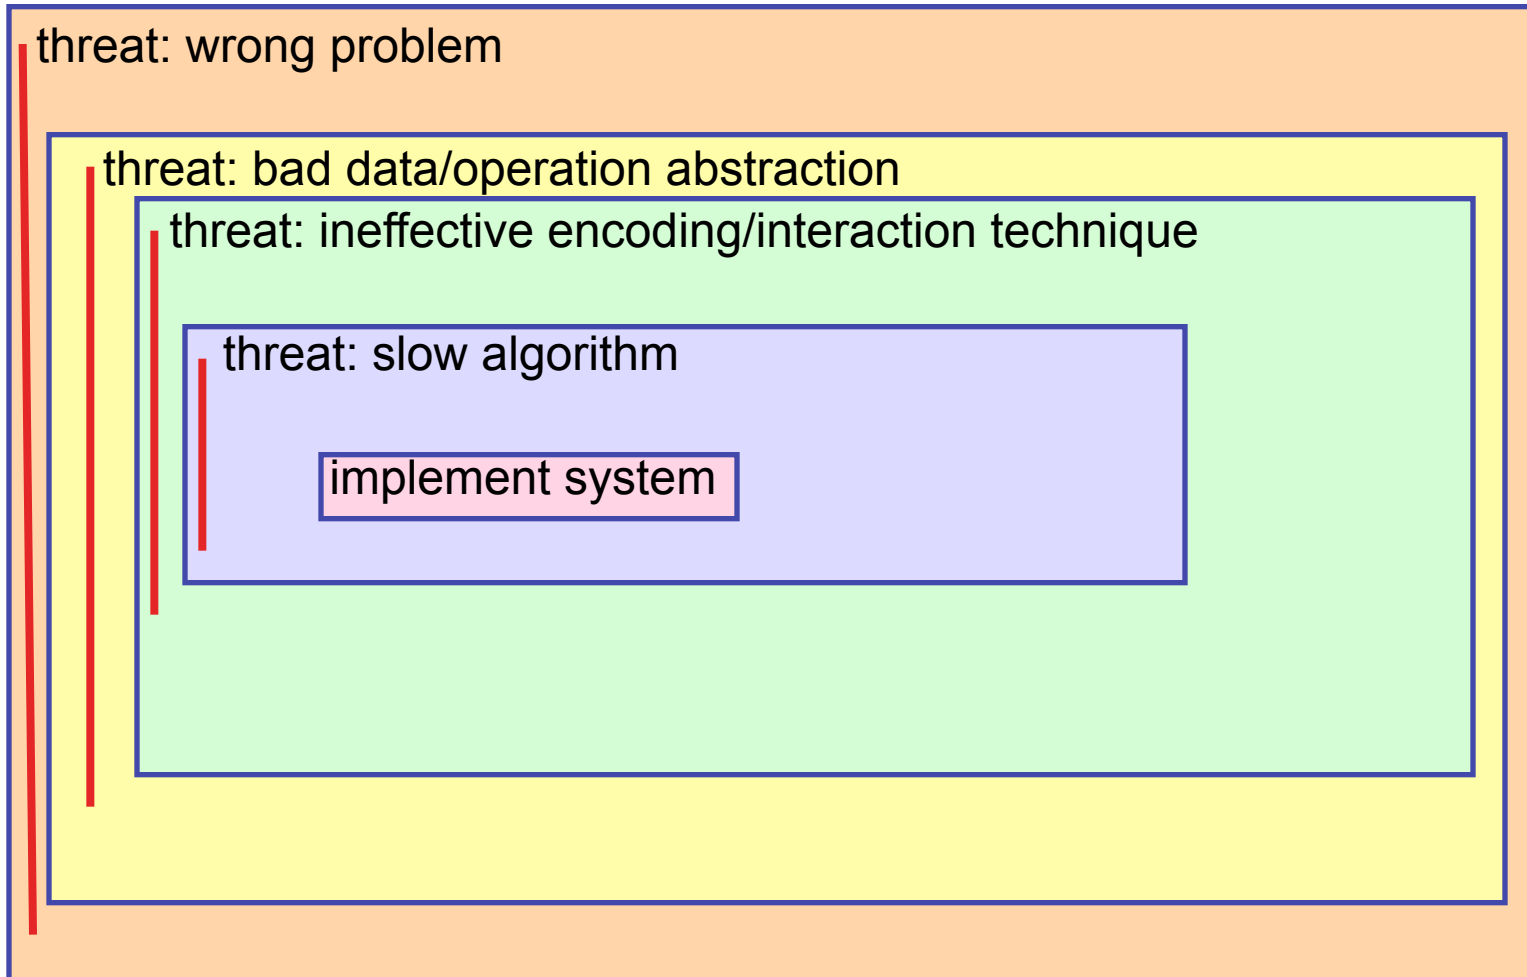 threat: wrong problem
threat: bad data/operation abstraction
threat: ineffective encoding/interaction technique
threat: slow algorithm
implement system